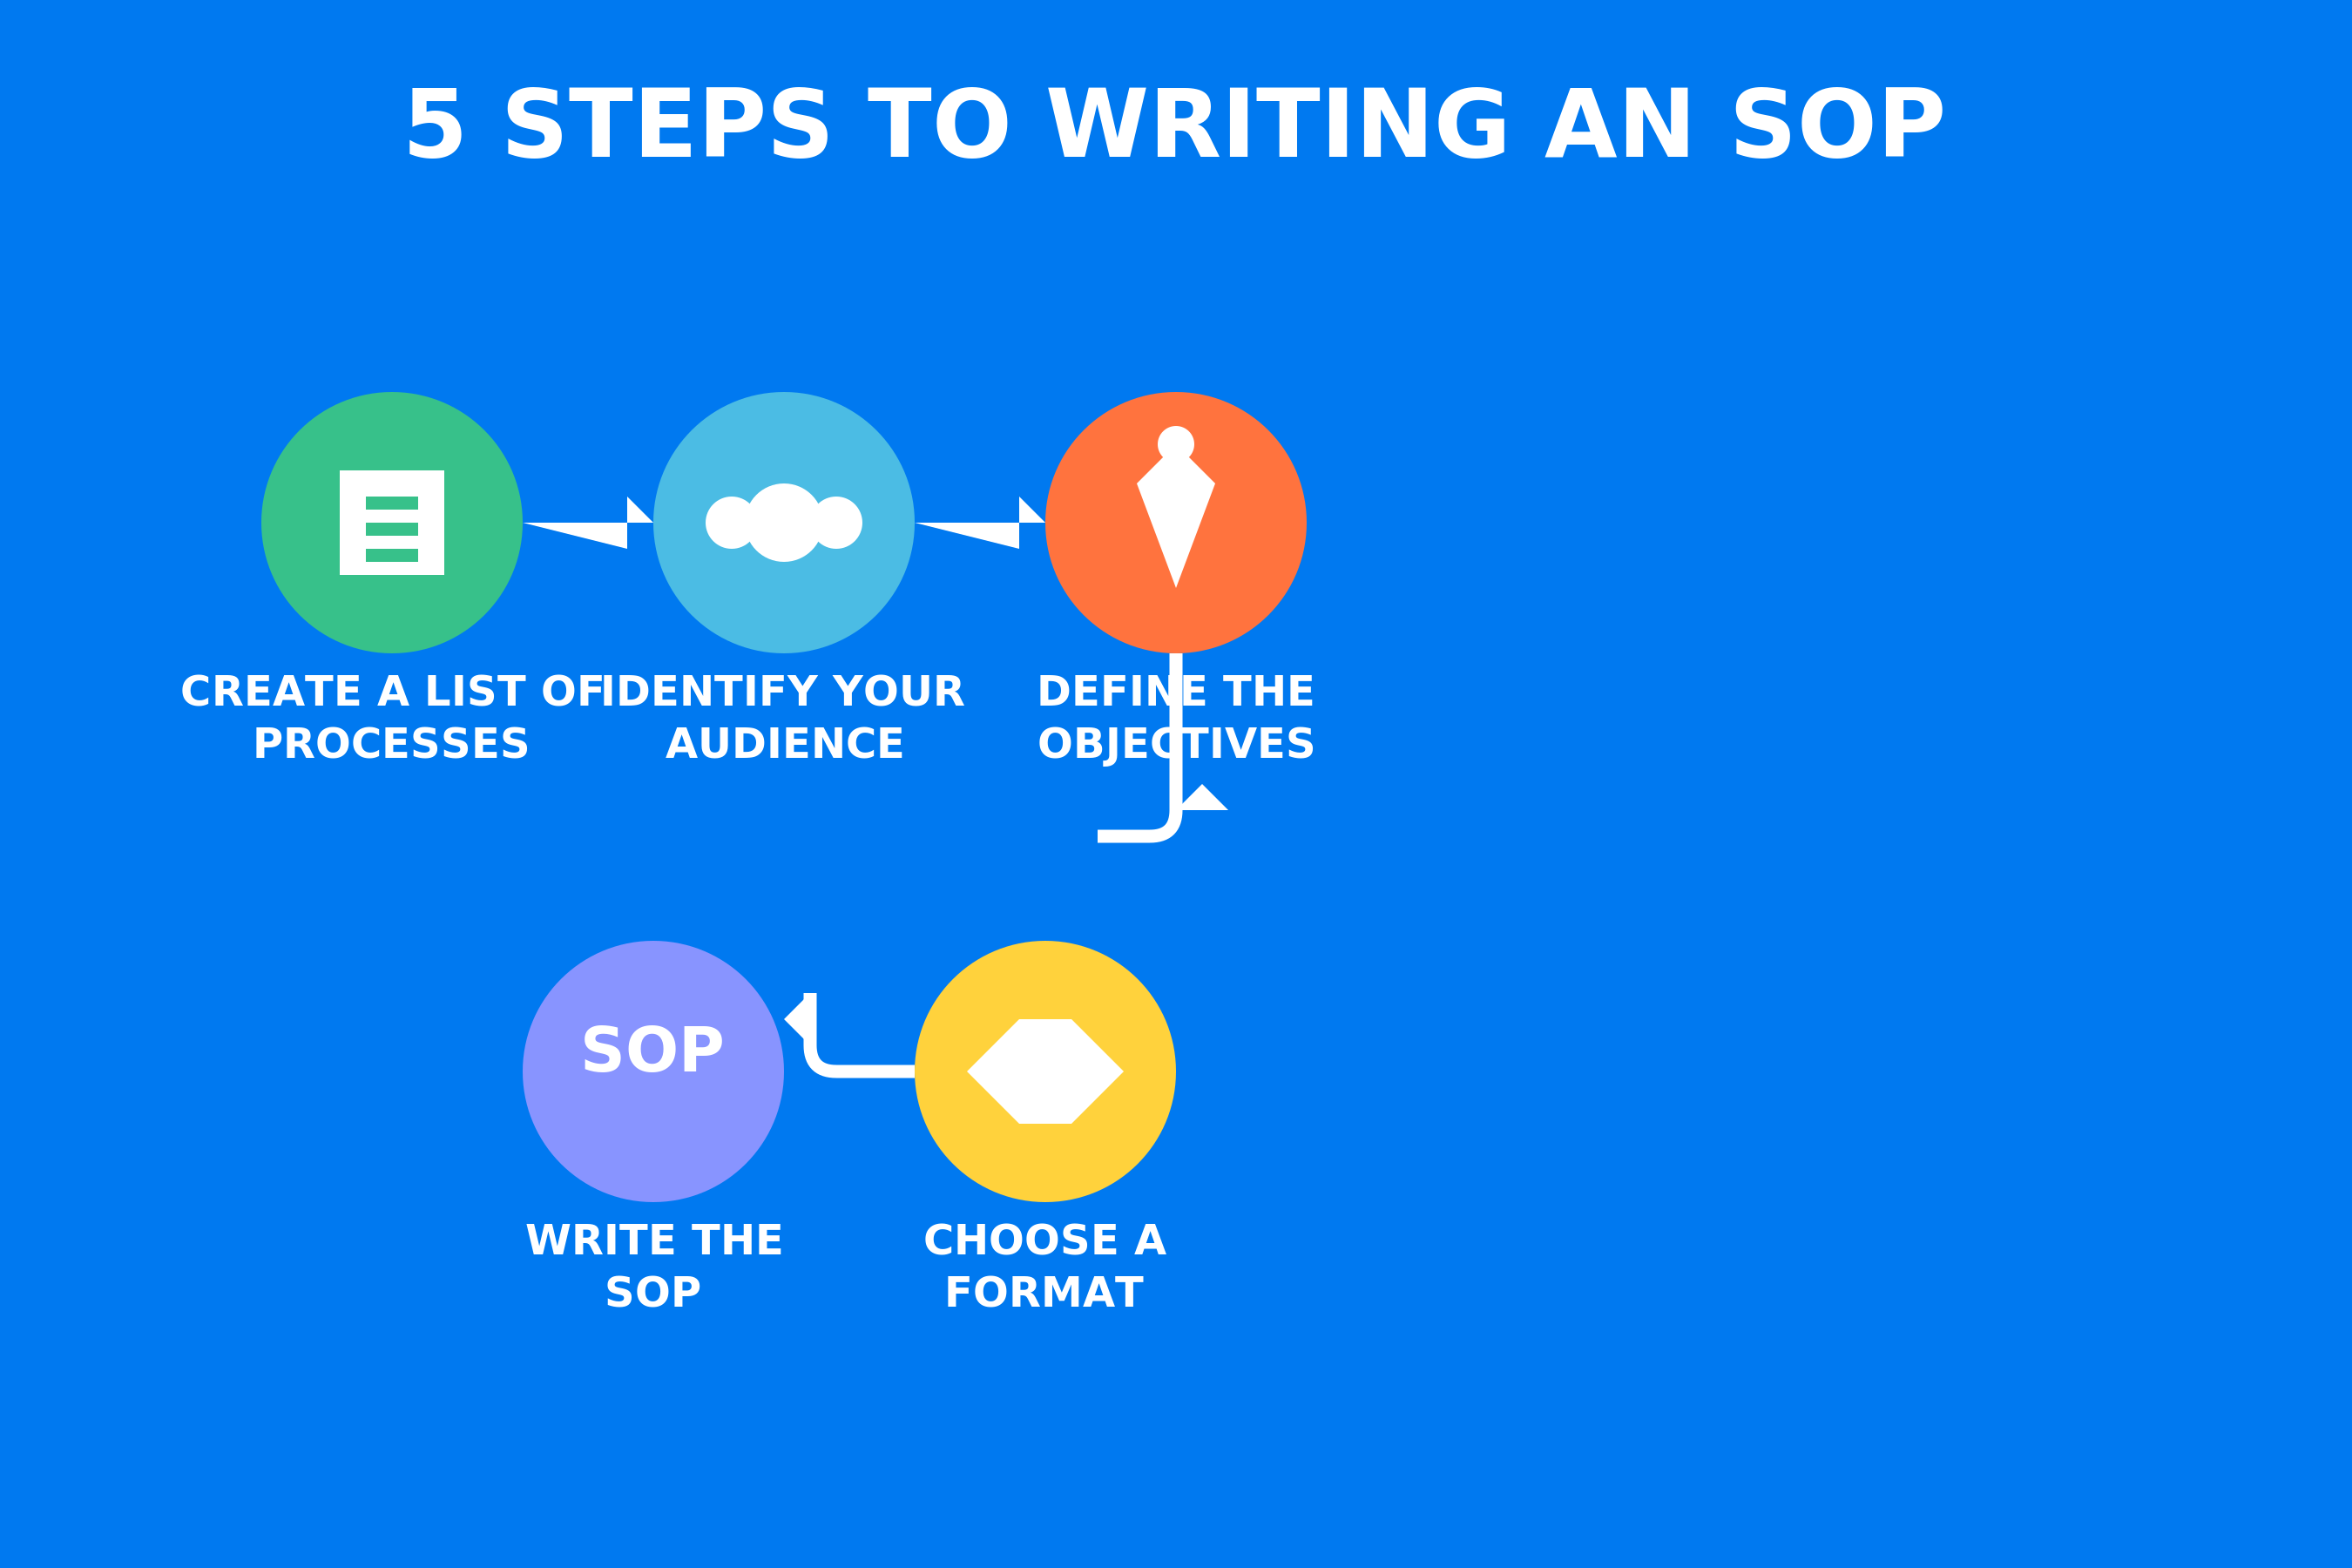 5 STEPS TO WRITING AN SOP
CREATE A LIST OF
PROCESSES
IDENTIFY YOUR
AUDIENCE
DEFINE THE
OBJECTIVES
SOP
WRITE THE
SOP
CHOOSE A
FORMAT